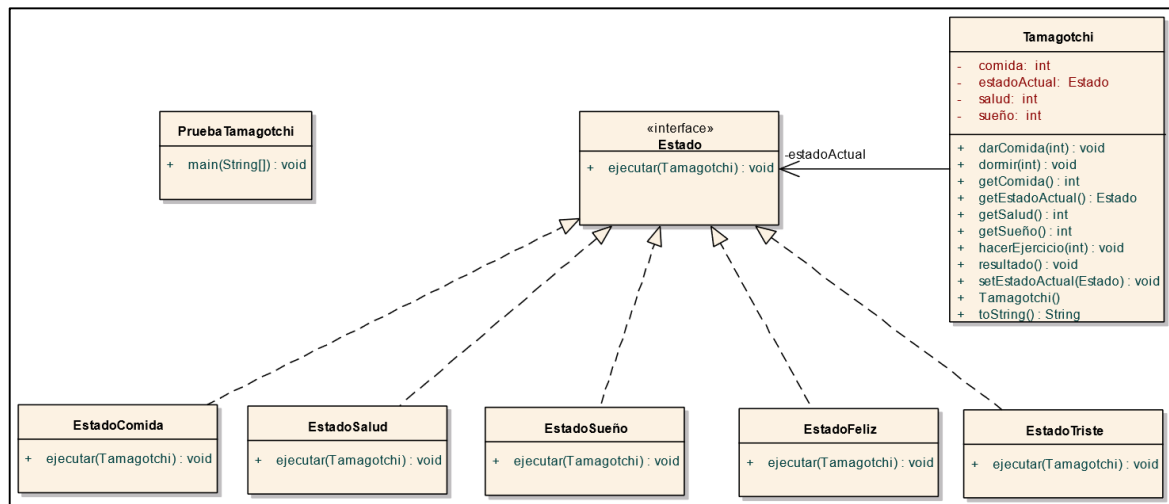 Tamagotchi
- comida: int
- estadoActual: Estado
- salud: int
- sueño: int
+ darComida(int) : void
+ dormir(int) : void
+ getComida() : int
+ getEstadoActual() : Estado
+ getSalud() : int
+ getSueño() : int
+ hacerEjercicio(int) : void
+ resultado() : void
+ setEstadoActual(Estado) : void
+ Tamagotchi()
+ toString() : String
PruebaTamagotchi
+ main(String[]) : void
«interface»
Estado
+ ejecutar(Tamagotchi) : void
-estadoActual
EstadoComida
+ ejecutar(Tamagotchi) : void
EstadoSalud
+ ejecutar(Tamagotchi) : void
EstadoSueño
+ ejecutar(Tamagotchi) : void
EstadoFeliz
+ ejecutar(Tamagotchi) : void
EstadoTriste
+ ejecutar(Tamagotchi) : void